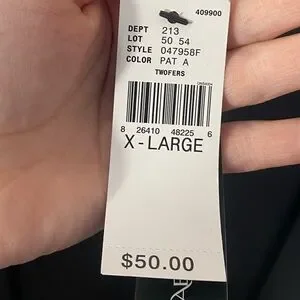 409900
DEPT 213
LOT 50 54
STYLE 047958F
COLOR PAT A
TWOFERS
8 26410 48225 6
X-LARGE
$50.00